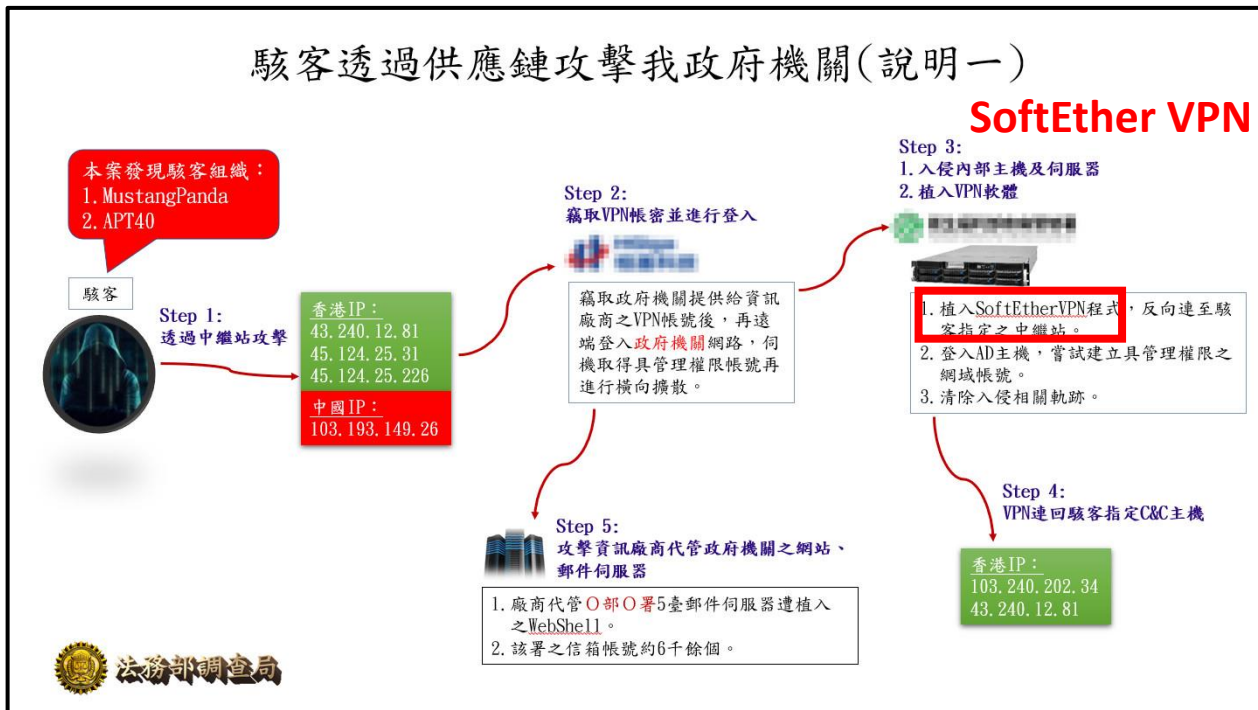 駭客透過供應鏈攻擊我政府機關(說明一)
SoftEther VPN
本案發現駭客組織：
1.MustangPanda
2.APT40
駭客
Step 1:
透過中繼站攻擊
香港IP：
43.240.12.81
45.124.25.31
45.124.25.226
中國IP：
103.193.149.26
Step 2:
竊取VPN帳密並進行登入
竊取政府機關提供給資訊
廠商之VPN帳號後，再遠
端登入政府機關網路，伺
機取得具管理權限帳號再
進行橫向擴散。
Step 3:
1.入侵內部主機及伺服器
2.植入VPN軟體
1.植入SoftEtherVPN程式，反向連至駭
客指定之中繼站。
2.登入AD主機，嘗試建立具管理權限之
網域帳號。
3.清除入侵相關軌跡。
Step 4:
VPN連回駭客指定C&C主機
香港IP：
103.240.202.34
43.240.12.81
Step 5:
攻擊資訊廠商代管政府機關之網站、
郵件伺服器
1.廠商代管O部O署5臺郵件伺服器遭植入
之WebShell。
2.該署之信箱帳號約6千餘個。
法務部調查局